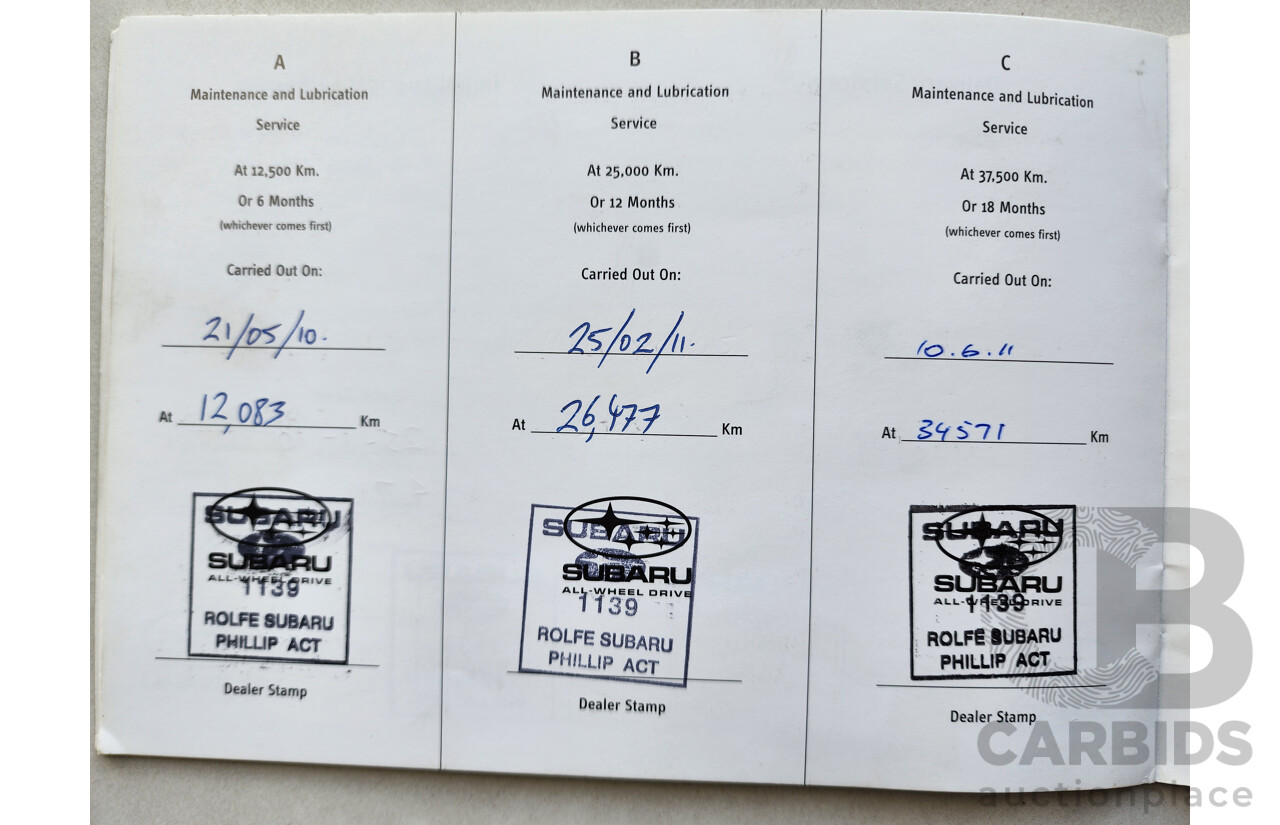 A
Maintenance and Lubrication
Service
At 12,500 Km.
Or 6 Months
(whichever comes first)
Carried Out On:
21/05/10.
At 12,083 Km
SUBARU
SUBARU
ALL-WHEEL DRIVE
1139
ROLFE SUBARU
PHILLIP ACT
Dealer Stamp
B
Maintenance and Lubrication
Service
At 25,000 Km.
Or 12 Months
(whichever comes first)
Carried Out On:
25/02/11.
At 26,477 Km
SUBARU
SUBARU
ALL-WHEEL DRIVE
1139
ROLFE SUBARU
PHILLIP ACT
Dealer Stamp
C
Maintenance and Lubrication
Service
At 37,500 Km.
Or 18 Months
(whichever comes first)
Carried Out On:
10.6.11
At 34571 Km
SUBARU
SUBARU
ALL-WHEEL DRIVE
1139
ROLFE SUBARU
PHILLIP ACT
Dealer Stamp
B
CARBIDS
auctionplace